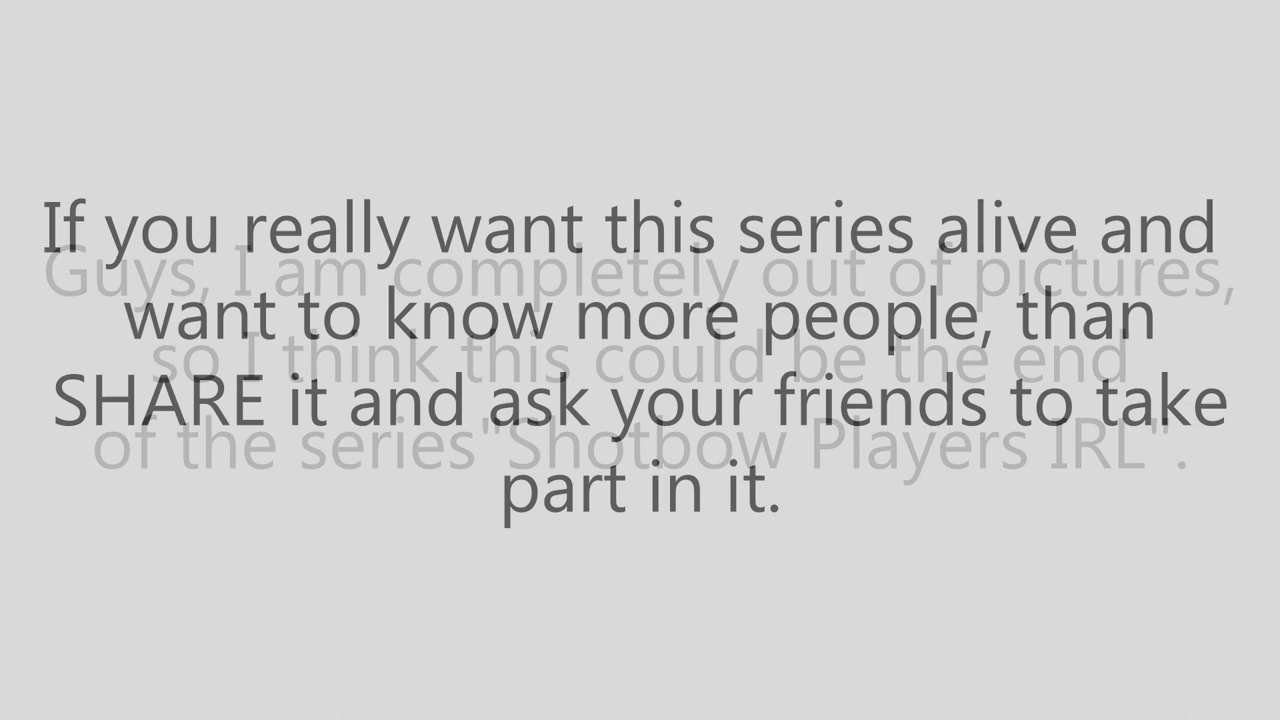 If you really want this series alive and
Guys, I am completely out of pictures,
want to know more people, than
so I think this could be the end
SHARE it and ask your friends to take
of the series"Shotbow Players IRL".
part in it.